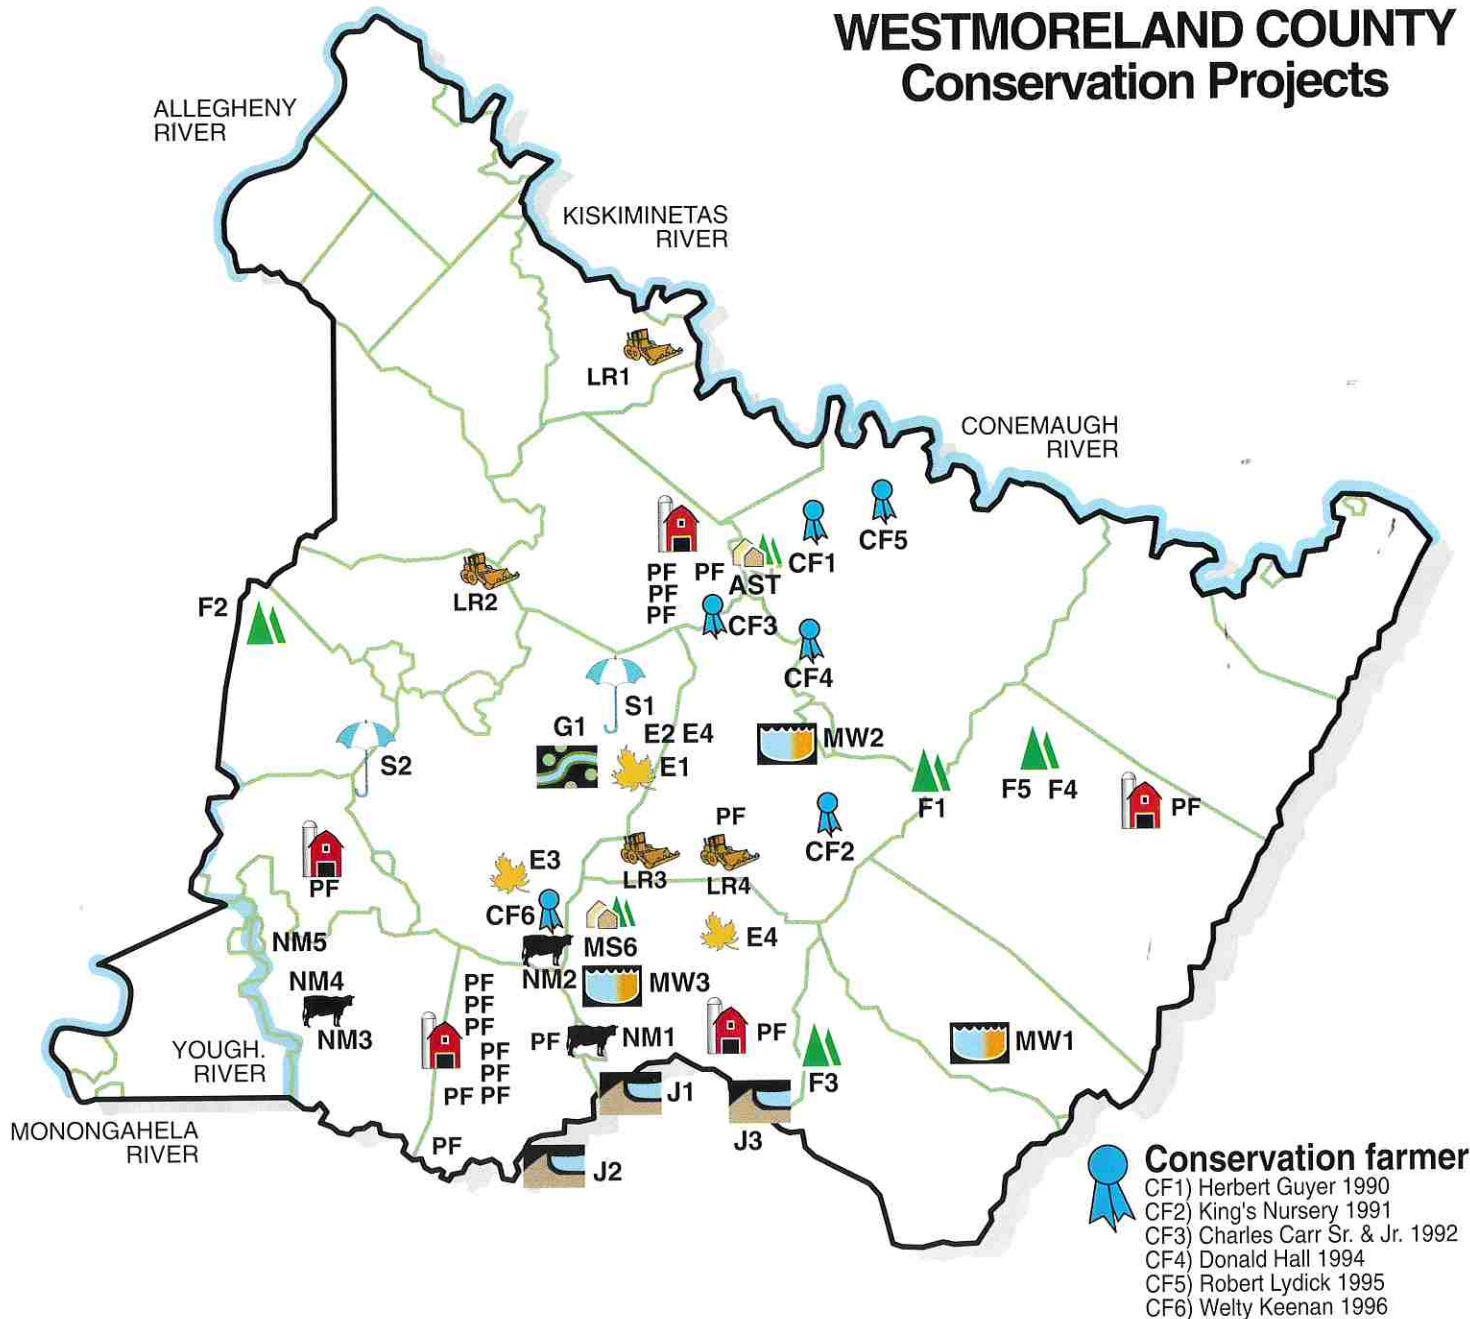 WESTMORELAND COUNTY
Conservation Projects
ALLEGHENY
RIVER
KISKIMINETAS
RIVER
LR1
CONEMAUGH
RIVER
CF5
CF1
PF PF AST
PF
PF
LR2
F2
CF3
CF4
S1
G1
E2 E4
MW2
S2
E1
F5 F4
F1
PF
PF
CF2
E3
LR3
LR4
PF
CF6
NM5
MS6
E4
NM2
NM4
PF
MW3
PF
NM3
PF
PF
NM1
PF
MW1
YOUGH.
RIVER
PF
PF
F3
PF PF
J1
MONONGAHELA
RIVER
J3
PF
J2
Conservation farmer
CF1) Herbert Guyer 1990
CF2) King's Nursery 1991
CF3) Charles Carr Sr. & Jr. 1992
CF4) Donald Hall 1994
CF5) Robert Lydick 1995
CF6) Welty Keenan 1996